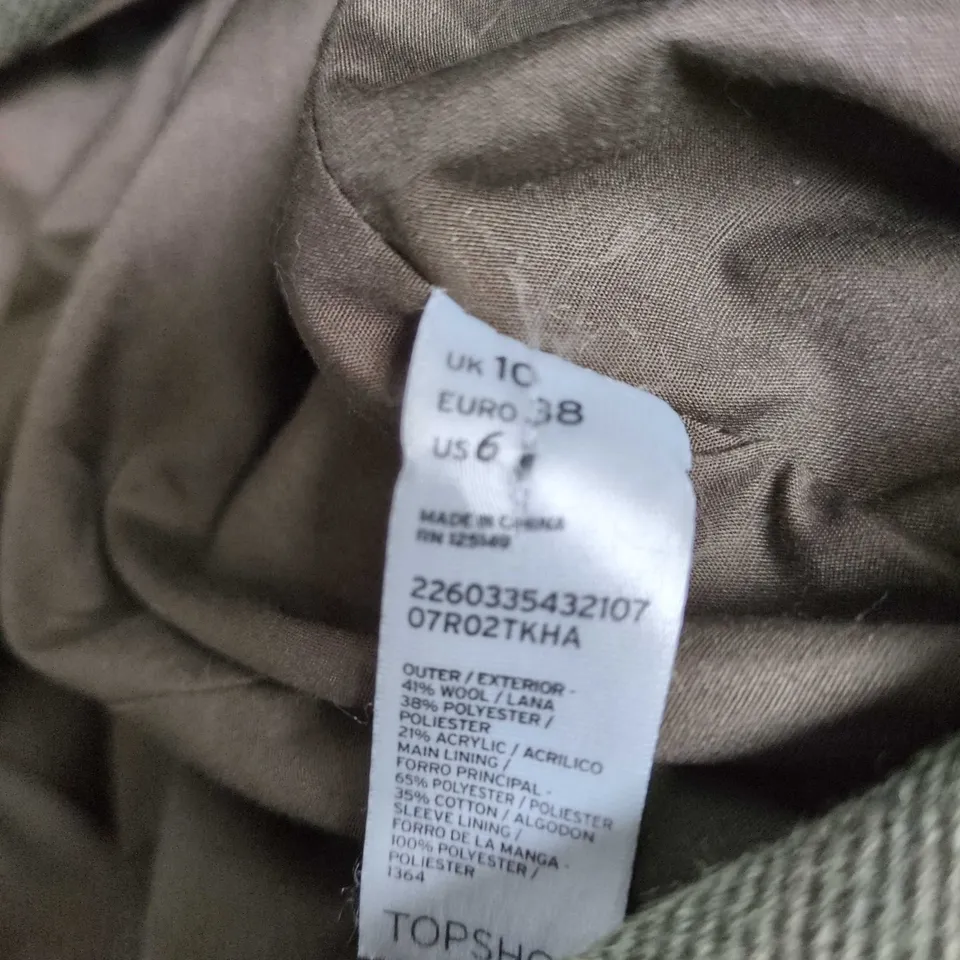 UK 10
EURO 38
US 6
MADE IN CHINA
RN 125149
2260335432107
07R02TKHA
OUTER / EXTERIOR -
41% WOOL / LANA
38% POLYESTER /
POLIESTER
21% ACRYLIC / ACRILICO
MAIN LINING /
FORRO PRINCIPAL -
65% POLYESTER / POLIESTER
35% COTTON / ALGODON
SLEEVE LINING /
FORRO DE LA MANGA -
100% POLYESTER /
POLIESTER
1364
TOPSHO